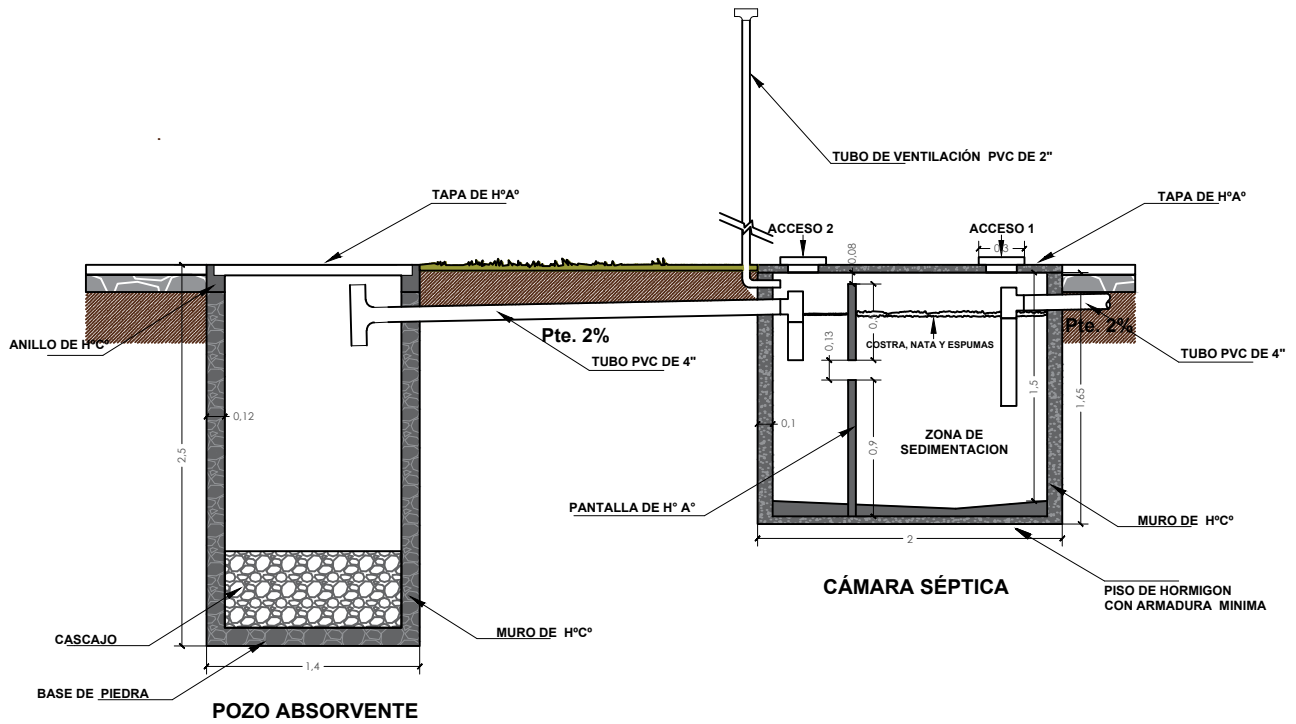 TUBO DE VENTILACIÓN PVC DE 2"
TAPA DE HºAº
TAPA DE HºAº
ACCESO 2
ACCESO 1
0,3
0,08
ANILLO DE HºCº
Pte. 2%
TUBO PVC DE 4"
0,13
COSTRA, NATA Y ESPUMAS
Pte. 2%
TUBO PVC DE 4"
0,12
2,5
0,1
0,9
1,5
1,65
ZONA DE
SEDIMENTACION
PANTALLA DE H° A°
MURO DE HºCº
2
CÁMARA SÉPTICA
PISO DE HORMIGON
CON ARMADURA MINIMA
CASCAJO
MURO DE HºCº
1,4
BASE DE PIEDRA
POZO ABSORVENTE